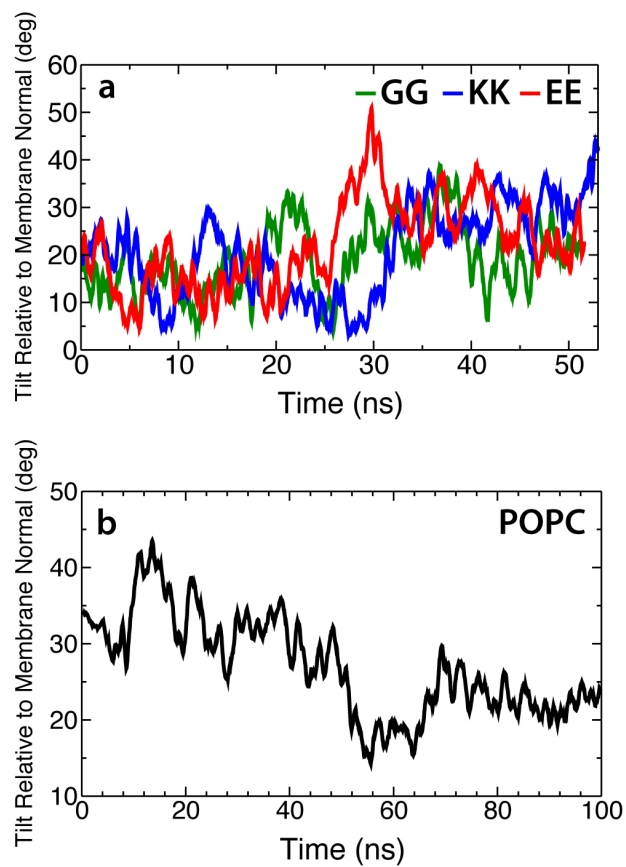 Tilt Relative to Membrane Normal (deg)
60
50
40
30
20
10
0
a
GG KK EE
0 10 20 30 40 50
Time (ns)
Tilt Relative to Membrane Normal (deg)
50
40
30
20
10
b
POPC
0 20 40 60 80 100
Time (ns)